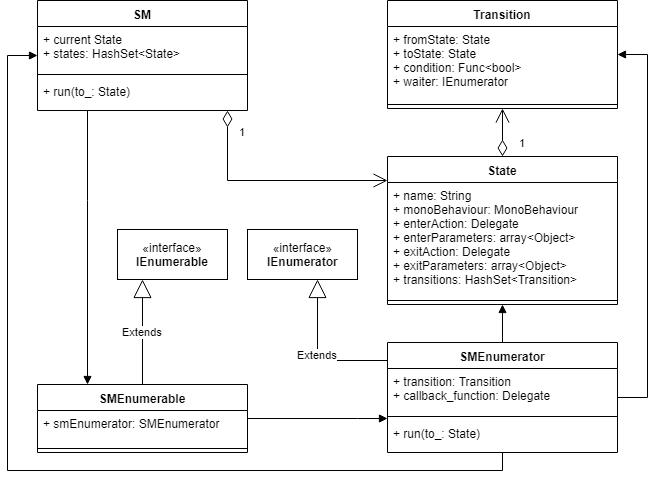 SM
+ current State
+ states: HashSet<State>
+ run(to_: State)
Transition
+ fromState: State
+ toState: State
+ condition: Func<bool>
+ waiter: IEnumerator
1
1
State
+ name: String
+ monoBehaviour: MonoBehaviour
+ enterAction: Delegate
+ enterParameters: array<Object>
+ exitAction: Delegate
+ exitParameters: array<Object>
+ transitions: HashSet<Transition>
«interface»
IEnumerable
«interface»
IEnumerator
Extends
Extends
SMEnumerable
+ smEnumerator: SMEnumerator
SMEnumerator
+ transition: Transition
+ callback_function: Delegate
+ run(to_: State)